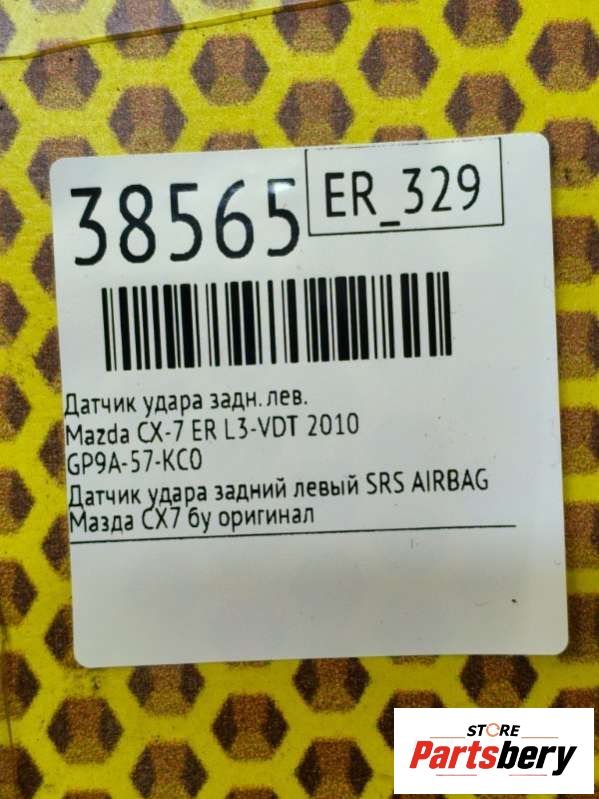 38565
ER_329
Датчик удара задн. лев.
Mazda CX-7 ER L3-VDT 2010
GP9A-57-KC0
Датчик удара задний левый SRS AIRBAG
Мазда CX7 бу оригинал
STORE
Partsbery